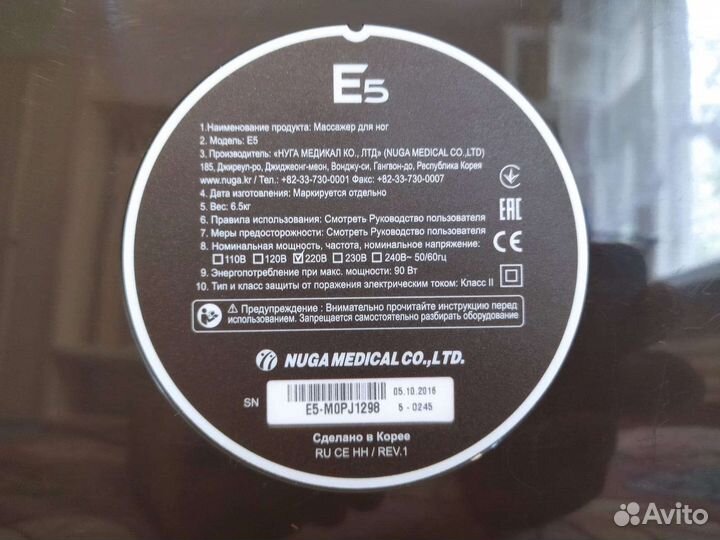 E5
1.Наименование продукта: Массажер для ног
2. Модель: E5
3. Производитель: «НУГА МЕДИКАЛ КО., ЛТД» (NUGA MEDICAL CO.,LTD)
185, Джиреул-ро, Джиджеонг-меон, Вонджу-си, Гангвон-до, Республика Корея
www.nuga.kr / Тел.: +82-33-730-0001 Факс: +82-33-730-0007
4. Дата изготовления: Маркируется отдельно
5. Вес: 6.5кг
6. Правила использования: Смотреть Руководство пользователя
7. Меры предосторожности: Смотреть Руководство пользователя
8. Номинальная мощность, частота, номинальное напряжение:
☐110В ☐120В ☑220В ☐230В ☐240В~ 50/60гц
9. Энергопотребление при макс. мощности: 90 Вт
10. Тип и класс защиты от поражения электрическим током: Класс II
EAC
CE
⚠ Предупреждение : Внимательно прочитайте инструкцию перед
использованием. Запрещается самостоятельно разбирать оборудование
NUGA MEDICAL CO.,LTD.
SN
E5-M0PJ1298
05.10.2016
5 - 0245
Сделано в Корее
RU CE HH / REV.1
Avito